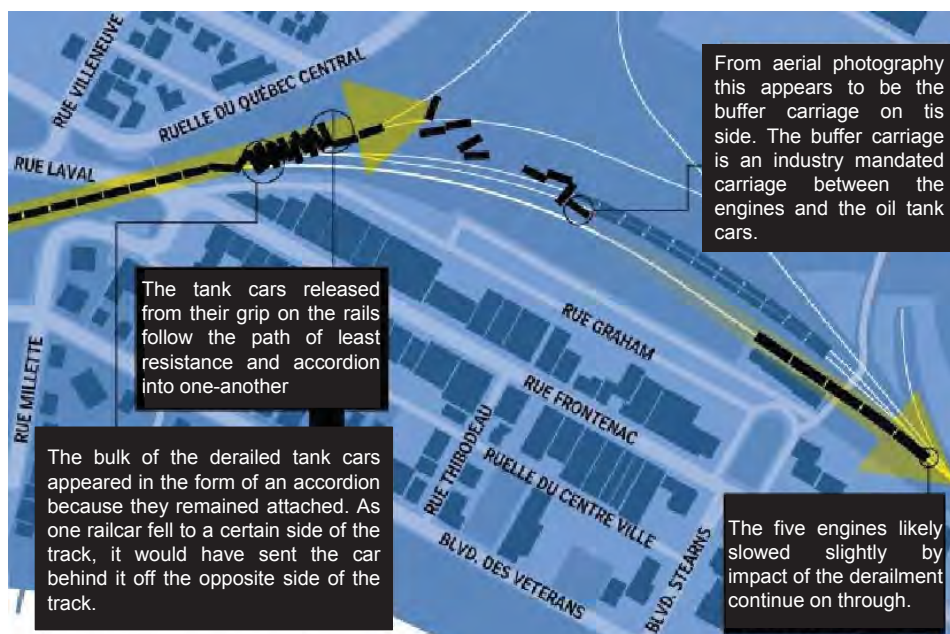 RUE VILLENEUVE
RUELLE DU QUÉBEC CENTRAL
RUE LAVAL
From aerial photography
this appears to be the
buffer carriage on tis
side. The buffer carriage
is an industry mandated
carriage between the
engines and the oil tank
cars.
The tank cars released
from their grip on the rails
follow the path of least
resistance and accordion
into one-another
RUE GRAHAM
RUE FRONTENAC
RUE MILLETTE
RUE THIBODEAU
RUELLE DU CENTRE VILLE
BLVD. DES VETERANS
BLVD. STEARNS
The bulk of the derailed tank cars
appeared in the form of an accordion
because they remained attached. As
one railcar fell to a certain side of the
track, it would have sent the car
behind it off the opposite side of the
track.
The five engines likely
slowed slightly by
impact of the derailment
continue on through.